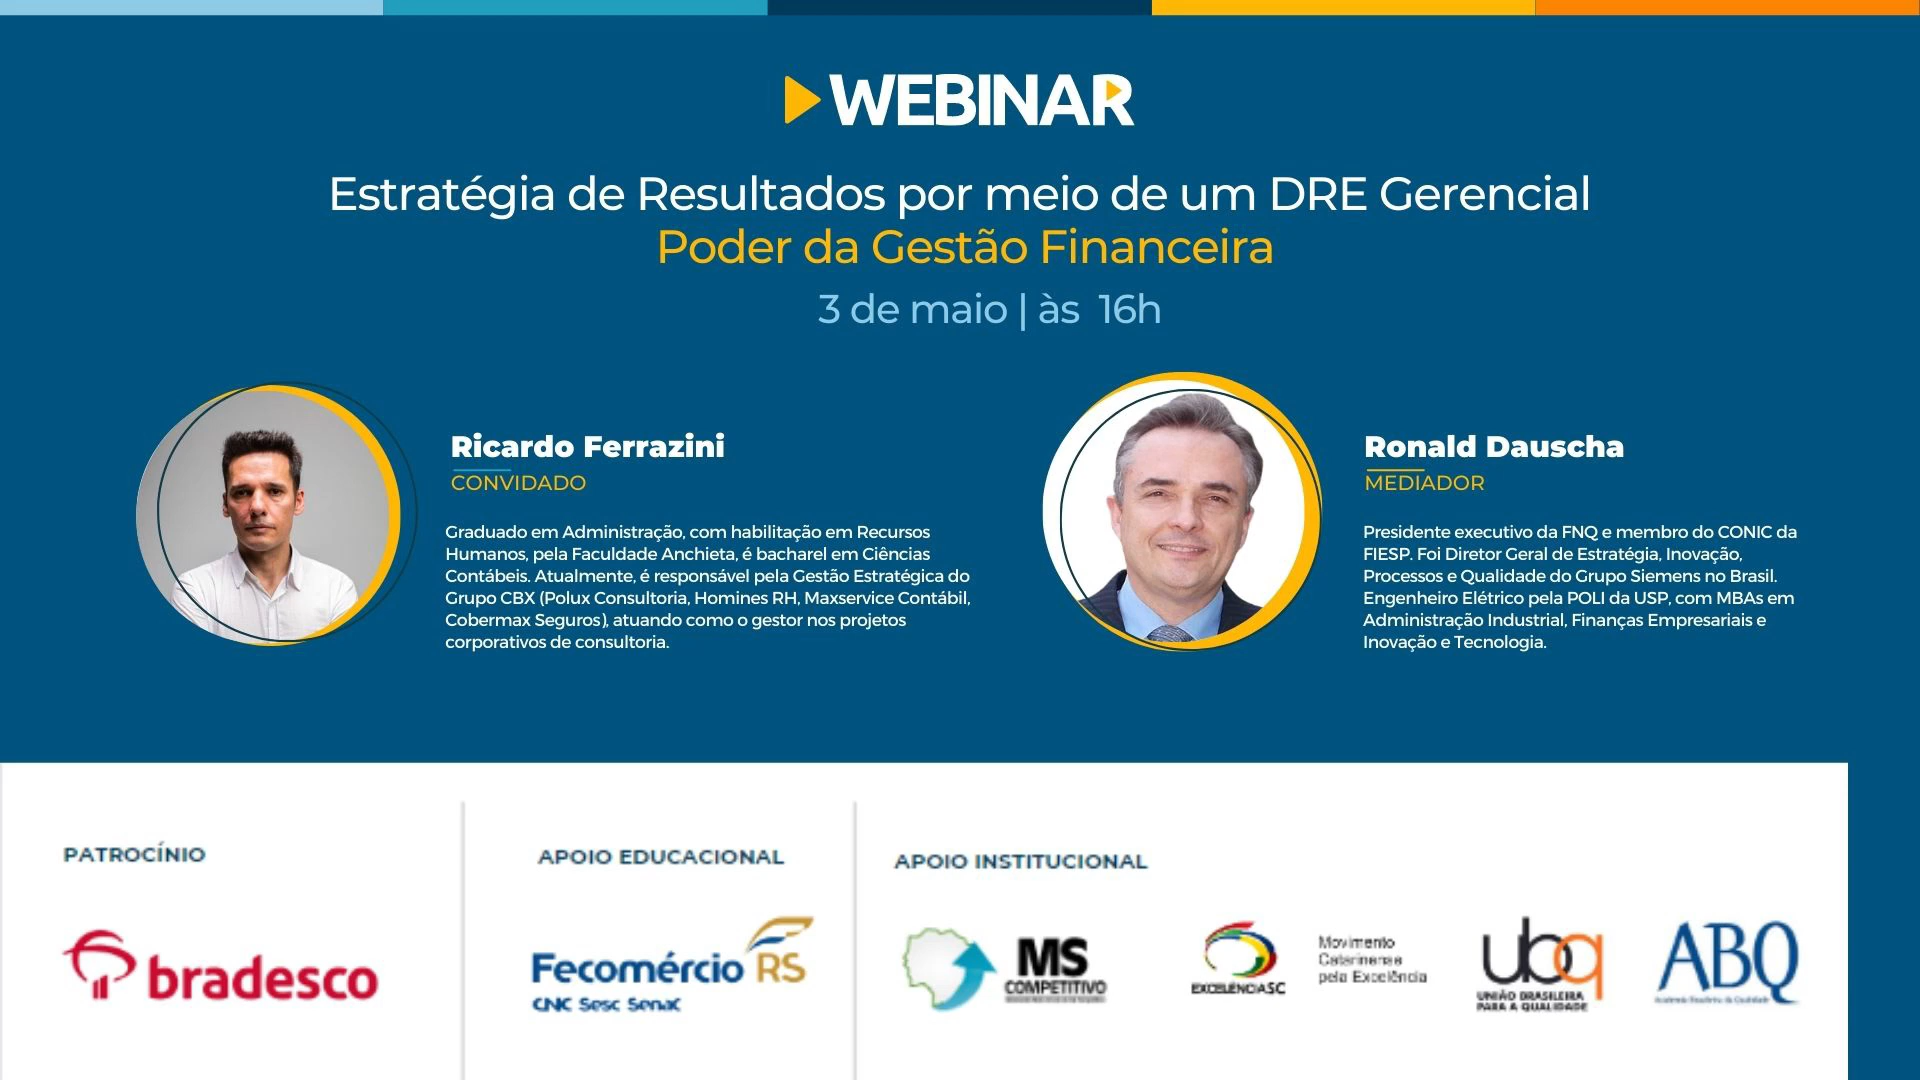 WEBINAR
Estratégia de Resultados por meio de um DRE Gerencial
Poder da Gestão Financeira
3 de maio | às 16h
Ricardo Ferrazini
CONVIDADO
Graduado em Administração, com habilitação em Recursos
Humanos, pela Faculdade Anchieta, é bacharel em Ciências
Contábeis. Atualmente, é responsável pela Gestão Estratégica do
Grupo CBX (Polux Consultoria, Homines RH, Maxservice Contábil,
Cobermax Seguros), atuando como o gestor nos projetos
corporativos de consultoria.
Ronald Dauscha
MEDIADOR
Presidente executivo da FNQ e membro do CONIC da
FIESP. Foi Diretor Geral de Estratégia, Inovação,
Processos e Qualidade do Grupo Siemens no Brasil.
Engenheiro Elétrico pela POLI da USP, com MBAs em
Administração Industrial, Finanças Empresariais e
Inovação e Tecnologia.
PATROCÍNIO
bradesco
APOIO EDUCACIONAL
Fecomércio RS
CNC Sesc Senac
APOIO INSTITUCIONAL
MS
COMPETITIVO
EXCELÊNCIASC
Movimento
Catarinense
pela Excelência
ubq
UNIÃO BRASILEIRA
PARA A QUALIDADE
ABQ
Academia Brasileira da Qualidade